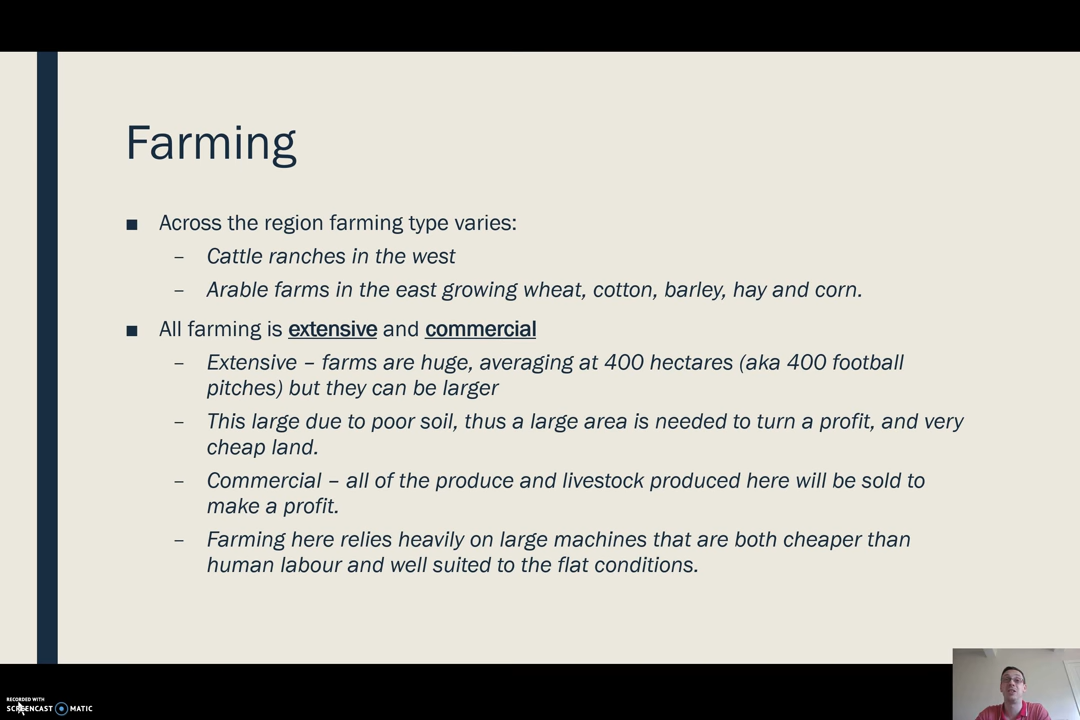 Farming
■ Across the region farming type varies:
– Cattle ranches in the west
– Arable farms in the east growing wheat, cotton, barley, hay and corn.
■ All farming is extensive and commercial
– Extensive – farms are huge, averaging at 400 hectares (aka 400 football
pitches) but they can be larger
– This large due to poor soil, thus a large area is needed to turn a profit, and very
cheap land.
– Commercial – all of the produce and livestock produced here will be sold to
make a profit.
– Farming here relies heavily on large machines that are both cheaper than
human labour and well suited to the flat conditions.
RECORDED WITH
SCREENCAST MATIC